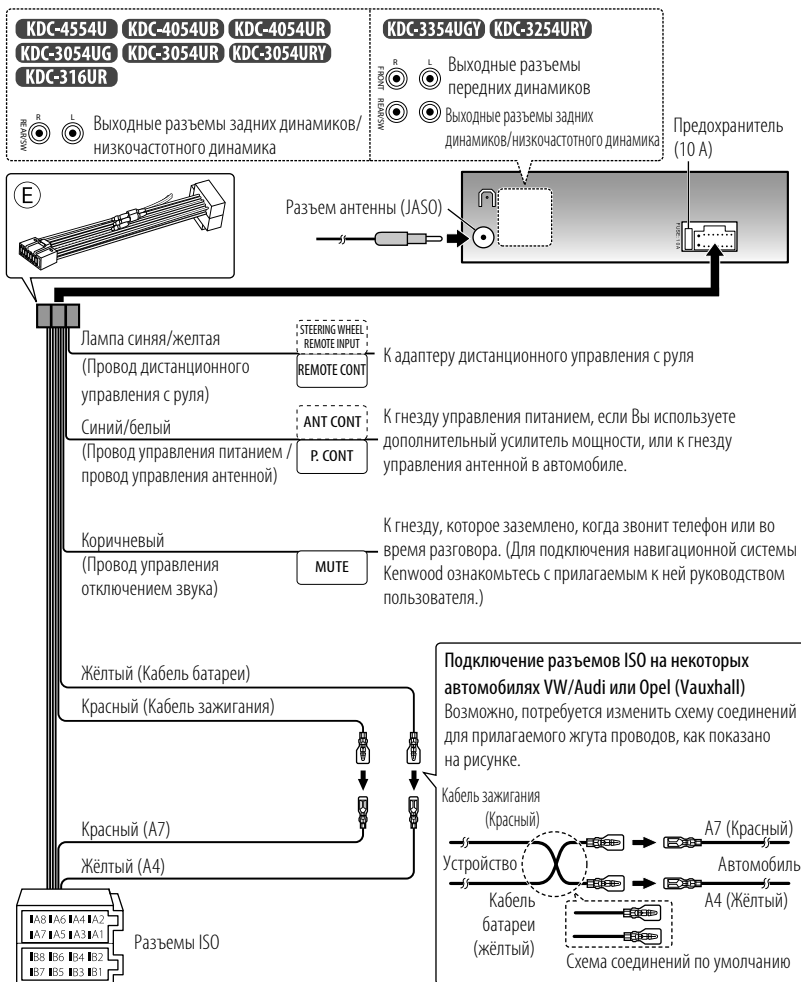 KDC-4554U KDC-4054UB KDC-4054UR
KDC-3054UG KDC-3054UR KDC-3054URY
KDC-316UR
REAR/SW
R L
Выходные разъемы задних динамиков/
низкочастотного динамика
KDC-3354UGY KDC-3254URY
FRONT
R L
Выходные разъемы
передних динамиков
REAR/SW
Выходные разъемы задних
динамиков/низкочастотного динамика
Предохранитель
(10 A)
E
Разъем антенны (JASO)
FUSE-10A
Лампа синяя/желтая
(Провод дистанционного
управления с руля)
STEERING WHEEL
REMOTE INPUT
REMOTE CONT
К адаптеру дистанционного управления с руля
Синий/белый
(Провод управления питанием /
провод управления антенной)
ANT CONT
P. CONT
К гнезду управления питанием, если Вы используете
дополнительный усилитель мощности, или к гнезду
управления антенной в автомобиле.
Коричневый
(Провод управления
отключением звука)
MUTE
К гнезду, которое заземлено, когда звонит телефон или во
время разговора. (Для подключения навигационной системы
Kenwood ознакомьтесь с прилагаемым к ней руководством
пользователя.)
Жёлтый (Кабель батареи)
Красный (Кабель зажигания)
Красный (A7)
Жёлтый (A4)
A8 A6 A4 A2
A7 A5 A3 A1
B8 B6 B4 B2
B7 B5 B3 B1
Разъемы ISO
Подключение разъемов ISO на некоторых
автомобилях VW/Audi или Opel (Vauxhall)
Возможно, потребуется изменить схему соединений
для прилагаемого жгута проводов, как показано
на рисунке.
Кабель зажигания
(Красный)
A7 (Красный)
Устройство
Автомобиль
Кабель
батареи
(жёлтый)
A4 (Жёлтый)
Схема соединений по умолчанию